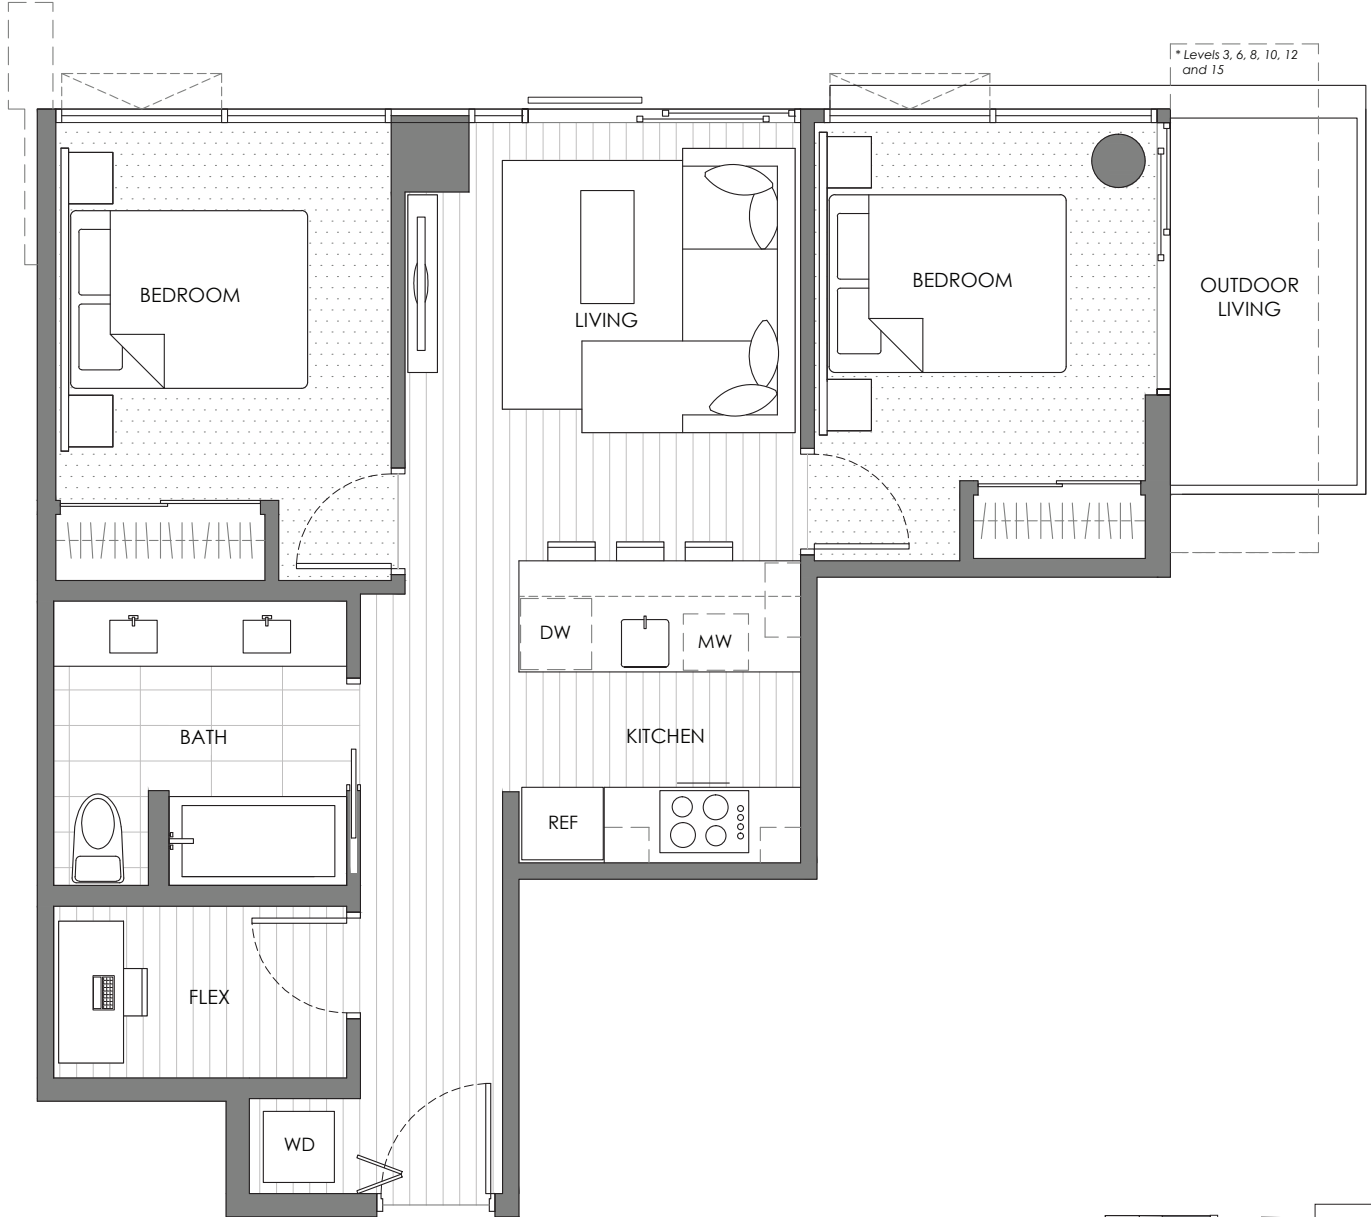 * Levels 3, 6, 8, 10, 12
and 15
BEDROOM
LIVING
BEDROOM
OUTDOOR
LIVING
DW
MW
BATH
KITCHEN
REF
FLEX
WD